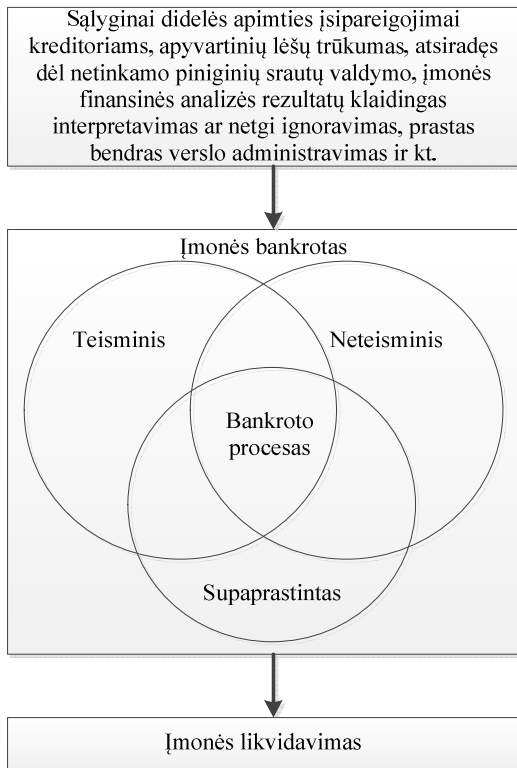 Sąlyginai didelės apimties įsipareigojimai
kreditoriams, apyvartinių lėšų trūkumas, atsiradęs
dėl netinkamo piniginių srautų valdymo, įmonės
finansinės analizės rezultatų klaidingas
interpretavimas ar netgi ignoravimas, prastas
bendras verslo administravimas ir kt.
Įmonės bankrotas
Teisminis
Neteisminis
Bankroto
procesas
Supaprastintas
Įmonės likvidavimas